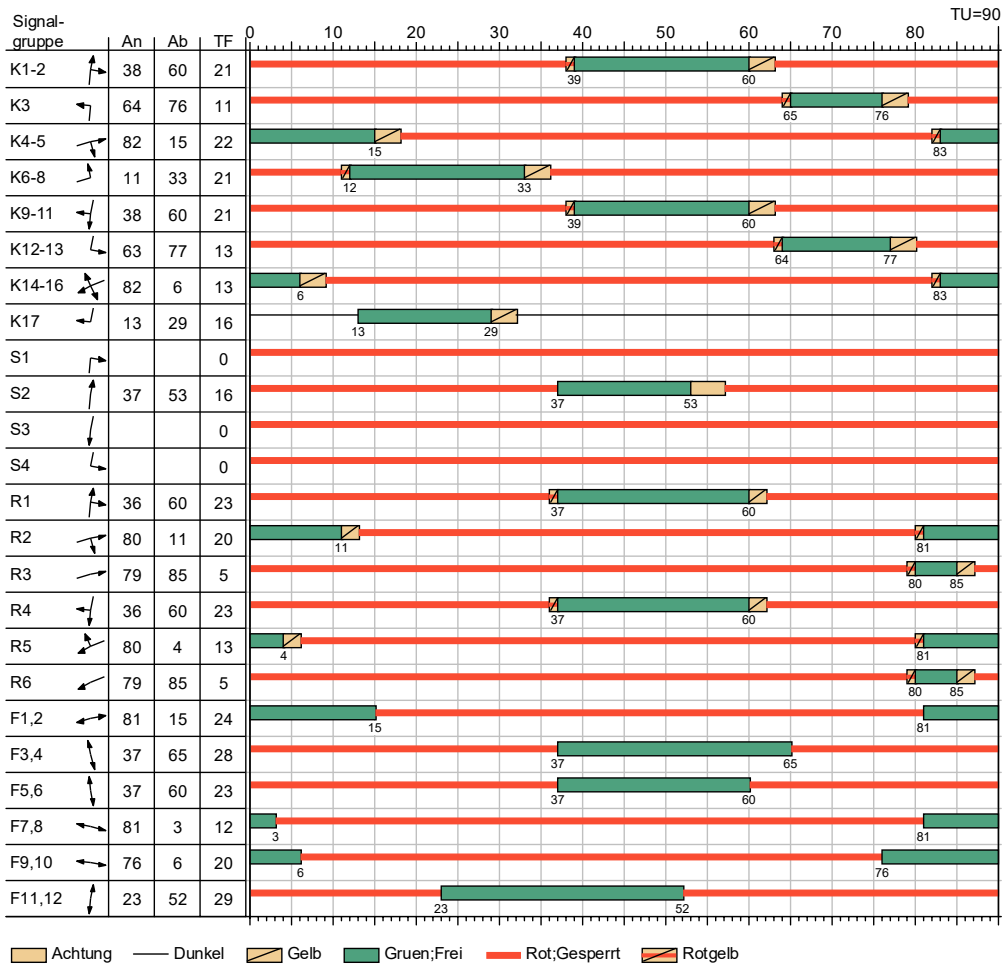 TU=90
Signal-
gruppe An Ab TF 0 10 20 30 40 50 60 70 80
K1-2 38 60 21
39 60
K3 64 76 11
65 76
K4-5 82 15 22
15 83
K6-8 11 33 21
12 33
K9-11 38 60 21
39 60
K12-13 63 77 13
64 77
K14-16 82 6 13
6 83
K17 13 29 16
13 29
S1 0
S2 37 53 16
37 53
S3 0
S4 0
R1 36 60 23
37 60
R2 80 11 20
11 81
R3 79 85 5
80 85
R4 36 60 23
37 60
R5 80 4 13
4 81
R6 79 85 5
80 85
F1,2 81 15 24
15 81
F3,4 37 65 28
37 65
F5,6 37 60 23
37 60
F7,8 81 3 12
3 81
F9,10 76 6 20
6 76
F11,12 23 52 29
23 52
Achtung Dunkel Gelb Gruen;Frei Rot;Gesperrt Rotgelb